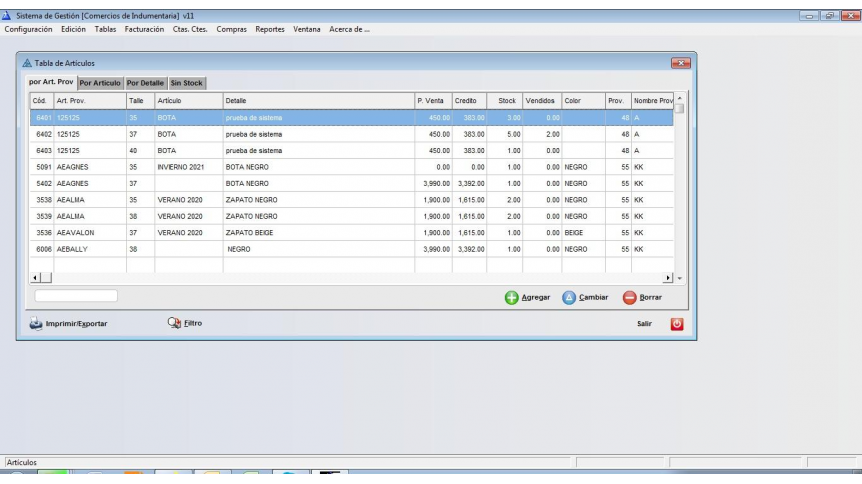 Sistema de Gestión [Comercios de Indumentaria] v11
Configuración Edición Tablas Facturación Ctas. Ctes. Compras Reportes Ventana Acerca de ...
Tabla de Artículos
por Art. Prov Por Articulo Por Detalle Sin Stock
Cód. Art. Prov. Talle Artículo Detalle P. Venta Credito Stock Vendidos Color Prov. Nombre Prov
6401 125125 35 BOTA prueba de sistema 450.00 383.00 3.00 0.00 48 A
6402 125125 37 BOTA prueba de sistema 450.00 383.00 5.00 2.00 48 A
6403 125125 40 BOTA prueba de sistema 450.00 383.00 1.00 0.00 48 A
5091 AEAGNES 35 INVIERNO 2021 BOTA NEGRO 0.00 0.00 1.00 0.00 NEGRO 55 KK
5402 AEAGNES 37 BOTA NEGRO 3,990.00 3,392.00 1.00 0.00 NEGRO 55 KK
3538 AEALMA 35 VERANO 2020 ZAPATO NEGRO 1,900.00 1,615.00 2.00 0.00 NEGRO 55 KK
3539 AEALMA 38 VERANO 2020 ZAPATO NEGRO 1,900.00 1,615.00 2.00 0.00 NEGRO 55 KK
3536 AEAVALON 37 VERANO 2020 ZAPATO BEIGE 1,900.00 1,615.00 1.00 0.00 BEIGE 55 KK
6006 AEBALLY 38 NEGRO 3,990.00 3,392.00 1.00 0.00 NEGRO 55 KK
Agregar Cambiar Borrar
Imprimir/Exportar Filtro Salir
Artículos